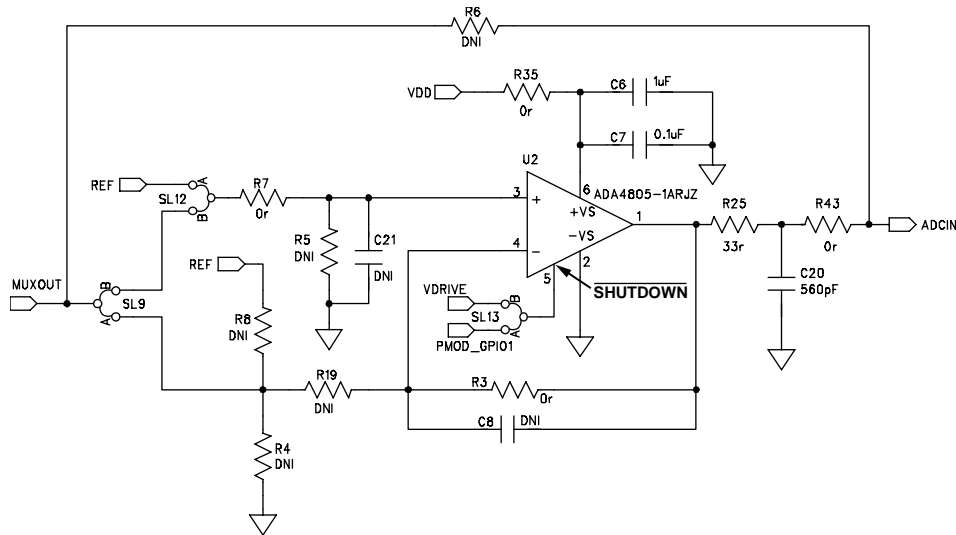 R6
DNI
R35
VDD
0r
C6
1uF
C7
0.1uF
U2
REF
A
SL12
B
R7
0r
3
+
6
ADA4805-1ARJZ
+VS
-VS
1
R25
33r
R43
0r
ADCIN
R5
DNI
C21
DNI
4
-
2
5
SHUTDOWN
C20
560pF
REF
MUXOUT
B
SL9
A
R8
DNI
VDRIVE
B
SL13
A
PMOD_GPIO1
R19
DNI
R3
0r
C8
DNI
R4
DNI